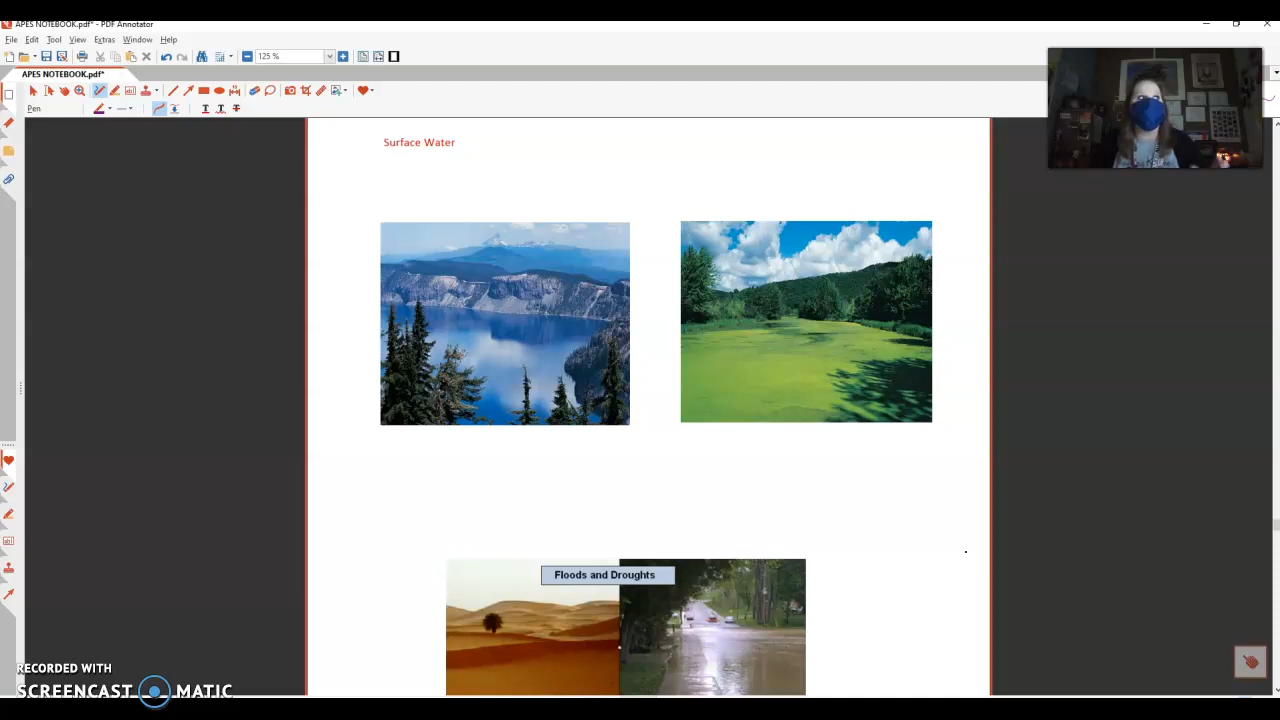 APES NOTEBOOK.pdf* - PDF Annotator
File Edit Tool View Extras Window Help
125 %
APES NOTEBOOK.pdf*
Pen
Surface Water
Floods and Droughts
RECORDED WITH
SCREENCAST MATIC